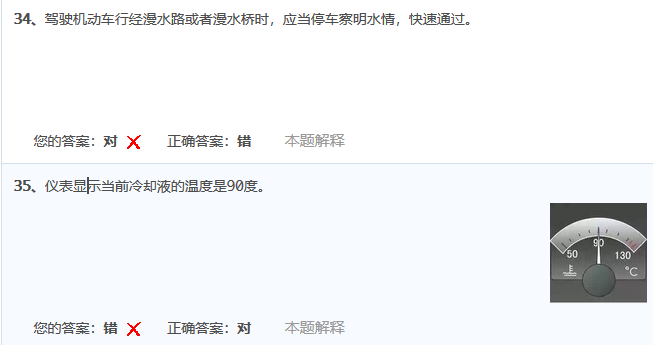 34、驾驶机动车行经漫水路或者漫水桥时，应当停车察明水情，快速通过。
您的答案：对 正确答案：错 本题解释
35、仪表显示当前冷却液的温度是90度。
50 90 130
°C
您的答案：错 正确答案：对 本题解释